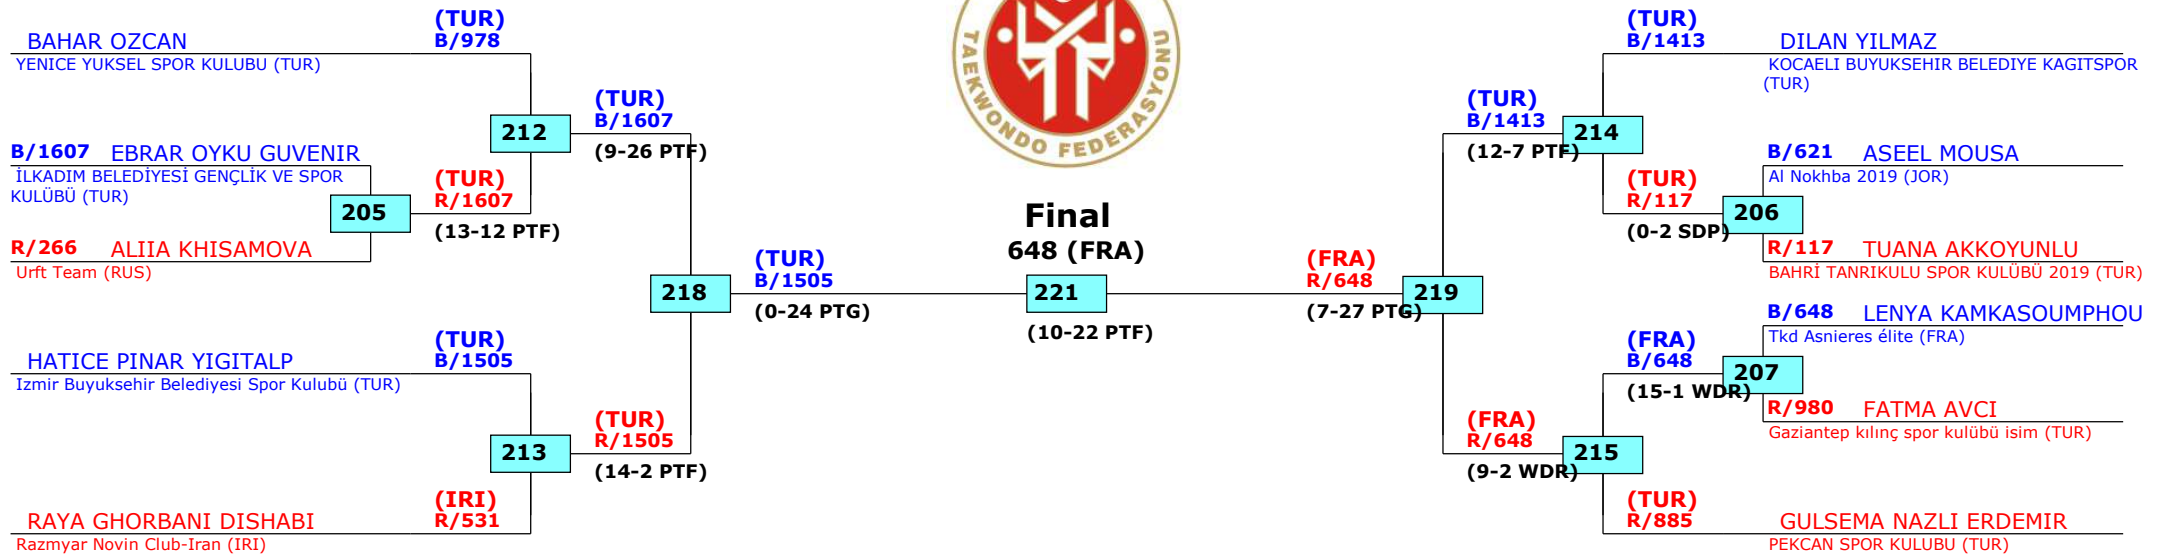 (TUR)
B/978
BAHAR OZCAN
YENICE YUKSEL SPOR KULUBU (TUR)
212
(TUR)
B/1607
(9-26 PTF)
B/1607 EBRAR OYKU GUVENIR
İLKADIM BELEDİYESİ GENÇLİK VE SPOR
KULÜBÜ (TUR)
205
(TUR)
R/1607
(13-12 PTF)
R/266 ALIIA KHISAMOVA
Urft Team (RUS)
218
(TUR)
B/1505
(0-24 PTG)
(TUR)
B/1505
HATICE PINAR YIGITALP
Izmir Buyuksehir Belediyesi Spor Kulubü (TUR)
213
(TUR)
R/1505
(14-2 PTF)
(IRI)
R/531
RAYA GHORBANI DISHABI
Razmyar Novin Club-Iran (IRI)
TAEKWONDO FEDERASYONU
Final
648 (FRA)
221
(10-22 PTF)
(TUR)
B/1413
DILAN YILMAZ
KOCAELI BUYUKSEHIR BELEDIYE KAGITSPOR
(TUR)
(TUR)
B/1413
(12-7 PTF)
214
B/621 ASEEL MOUSA
Al Nokhba 2019 (JOR)
(TUR)
R/117
(0-2 SDP)
206
R/117 TUANA AKKOYUNLU
BAHRİ TANRIKULU SPOR KULÜBÜ 2019 (TUR)
(FRA)
R/648
(7-27 PTG)
219
B/648 LENYA KAMKASOUMPHOU
Tkd Asnieres élite (FRA)
(FRA)
B/648
(15-1 WDR)
207
R/980 FATMA AVCI
Gaziantep kılınç spor kulübü isim (TUR)
(FRA)
R/648
(9-2 WDR)
215
(TUR)
R/885
GULSEMA NAZLI ERDEMIR
PEKCAN SPOR KULUBU (TUR)